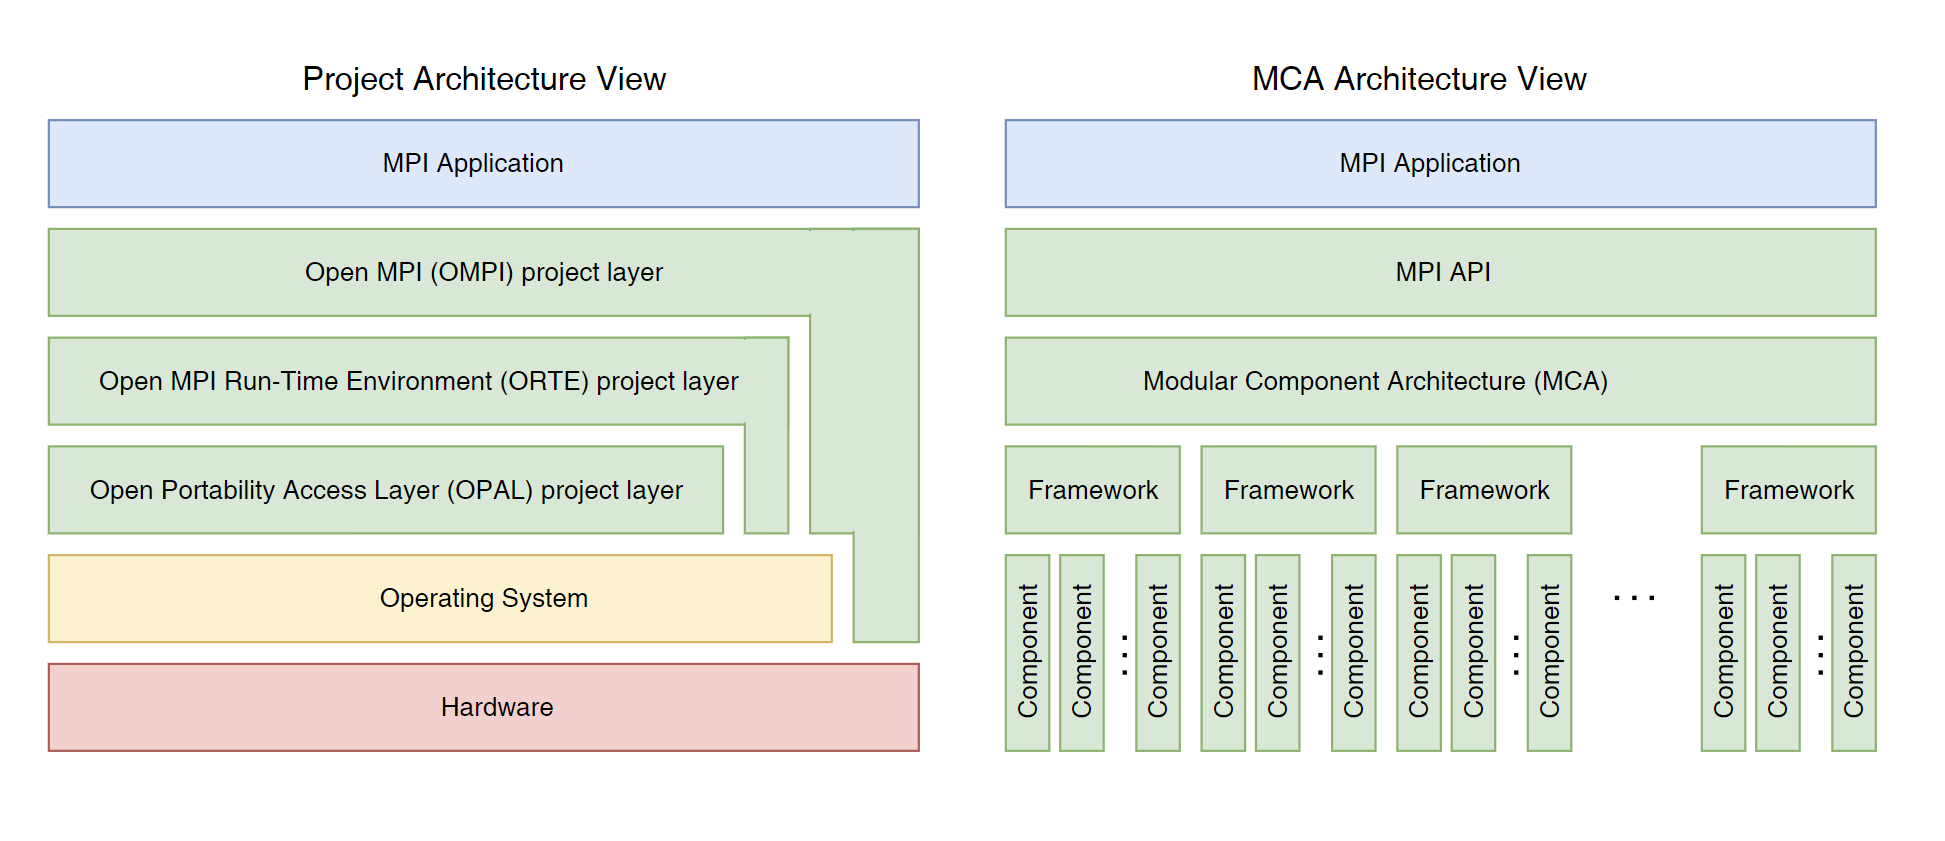 Project Architecture View
MPI Application
Open MPI (OMPI) project layer
Open MPI Run-Time Environment (ORTE) project layer
Open Portability Access Layer (OPAL) project layer
Operating System
Hardware
MCA Architecture View
MPI Application
MPI API
Modular Component Architecture (MCA)
Framework
Framework
Framework
Framework
Component
Component
...
Component
Component
Component
...
Component
Component
Component
...
Component
...
Component
Component
...
Component